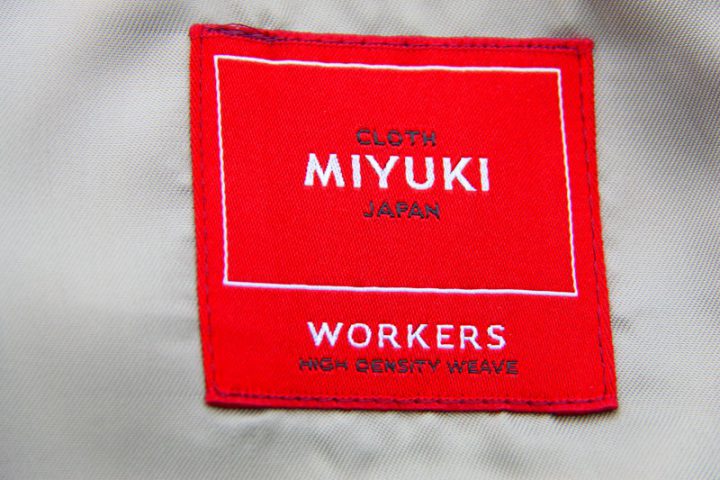 CLOTH
MIYUKI
JAPAN
WORKERS
HIGH DENSITY WEAVE